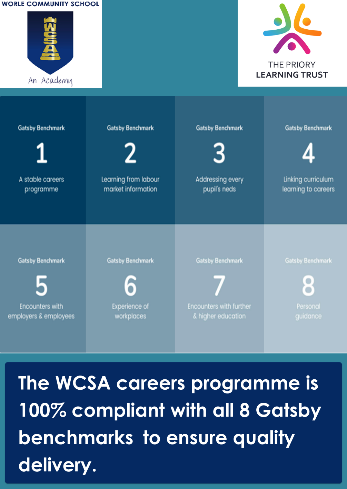 WORLE COMMUNITY SCHOOL
WCSA
An Academy
THE PRIORY
LEARNING TRUST
Gatsby Benchmark
1
A stable careers
programme
Gatsby Benchmark
2
Learning from labour
market information
Gatsby Benchmark
3
Addressing every
pupil's neds
Gatsby Benchmark
4
Linking curriculum
learning to careers
Gatsby Benchmark
5
Encounters with
employers & employees
Gatsby Benchmark
6
Experience of
workplaces
Gatsby Benchmark
7
Encounters with further
& higher education
Gatsby Benchmark
8
Personal
guidance
The WCSA careers programme is
100% compliant with all 8 Gatsby
benchmarks to ensure quality
delivery.